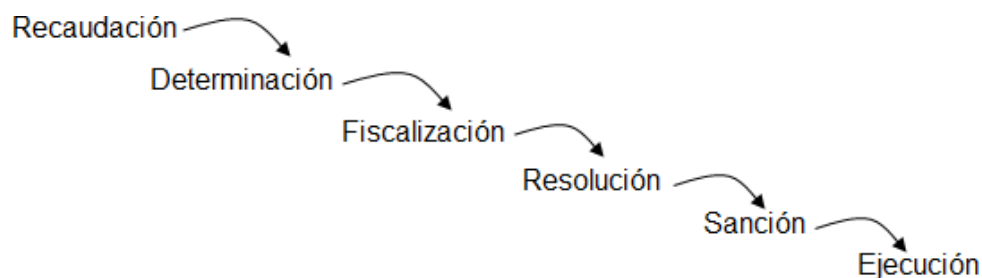 Recaudación
Determinación
Fiscalización
Resolución
Sanción
Ejecución